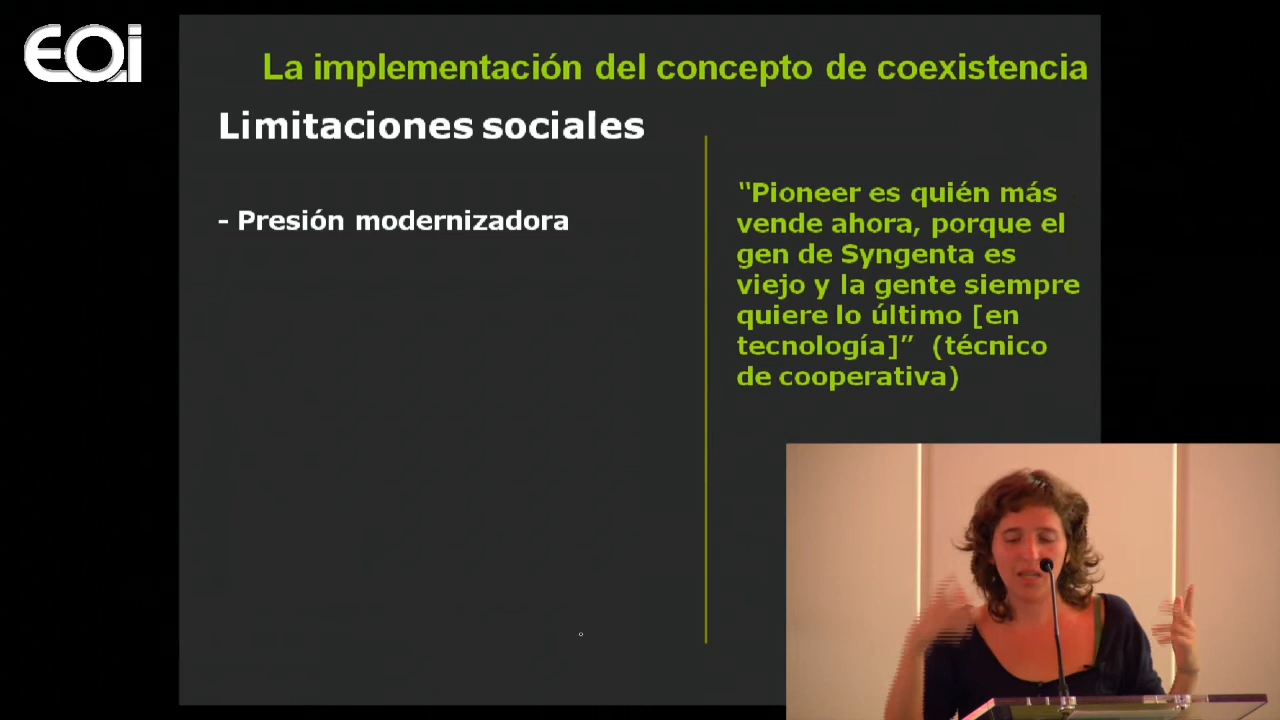 EOi
La implementación del concepto de coexistencia
Limitaciones sociales
- Presión modernizadora
“Pioneer es quién más
vende ahora, porque el
gen de Syngenta es
viejo y la gente siempre
quiere lo último [en
tecnología]” (técnico
de cooperativa)